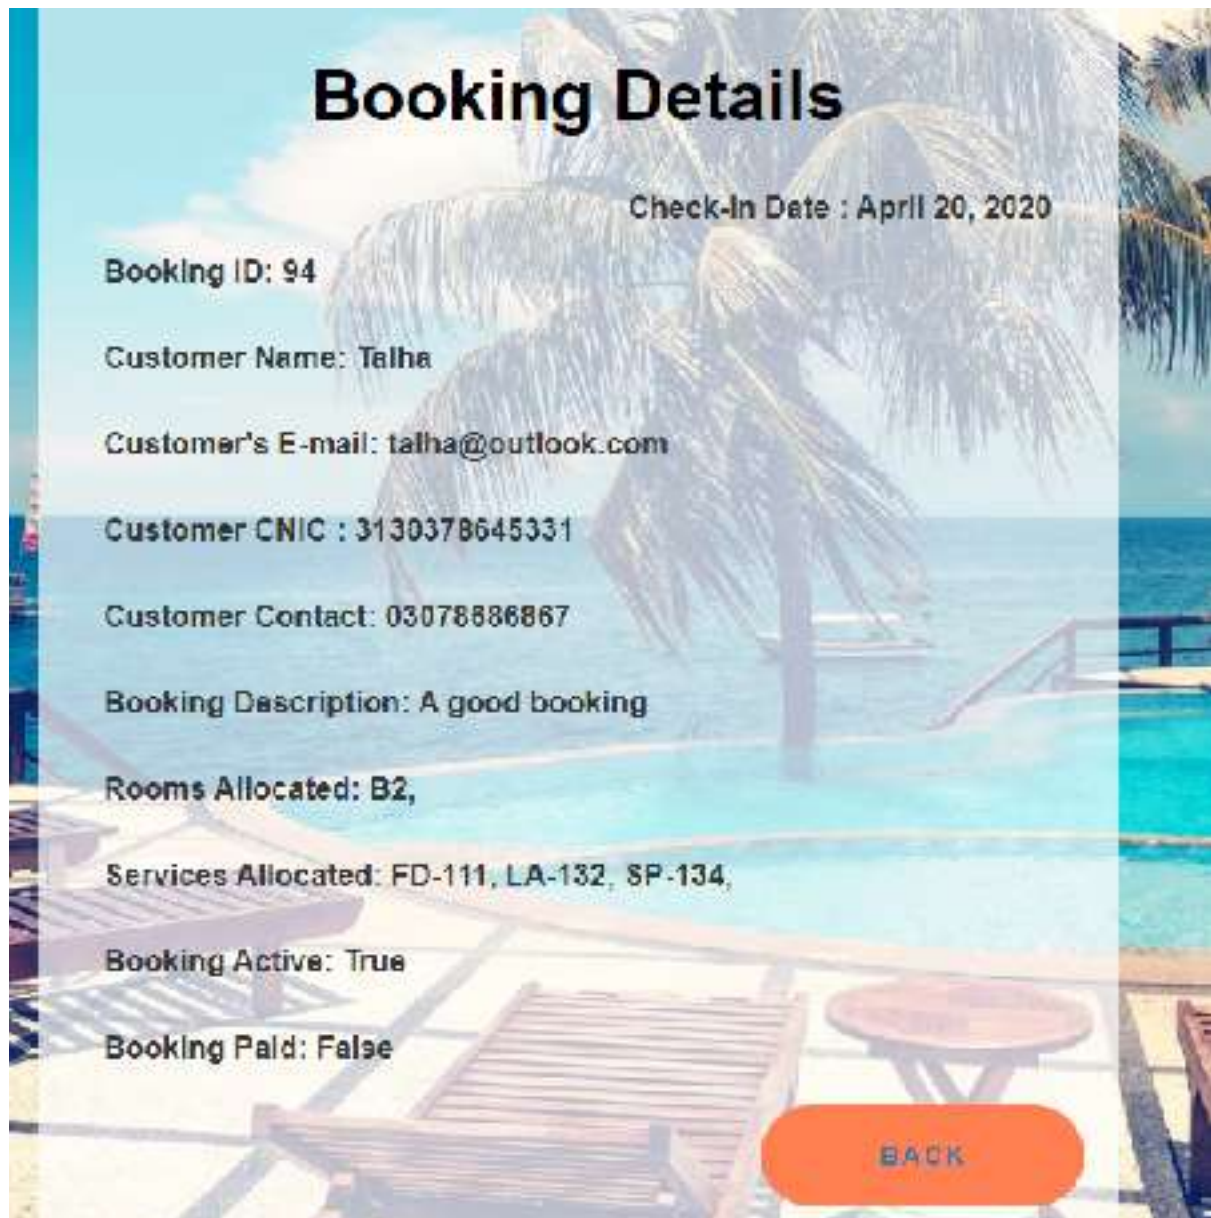 Booking Details
Check-In Date : April 20, 2020
Booking ID: 94
Customer Name: Talha
Customer's E-mail: talha@outlook.com
Customer CNIC : 3130378645331
Customer Contact: 03078686867
Booking Description: A good booking
Rooms Allocated: B2,
Services Allocated: FD-111, LA-132, SP-134,
Booking Active: True
Booking Paid: False
BACK